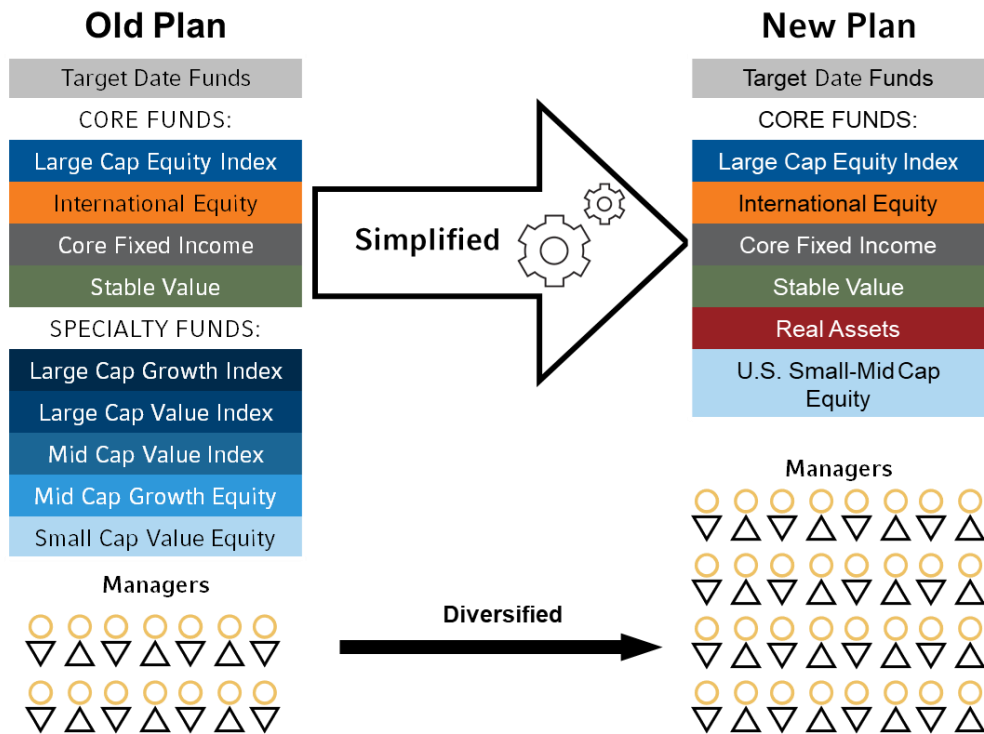 Old Plan
Target Date Funds
CORE FUNDS:
Large Cap Equity Index
International Equity
Core Fixed Income
Stable Value
SPECIALTY FUNDS:
Large Cap Growth Index
Large Cap Value Index
Mid Cap Value Index
Mid Cap Growth Equity
Small Cap Value Equity
Managers
Simplified
Diversified
New Plan
Target Date Funds
CORE FUNDS:
Large Cap Equity Index
International Equity
Core Fixed Income
Stable Value
Real Assets
U.S. Small-Mid Cap
Equity
Managers